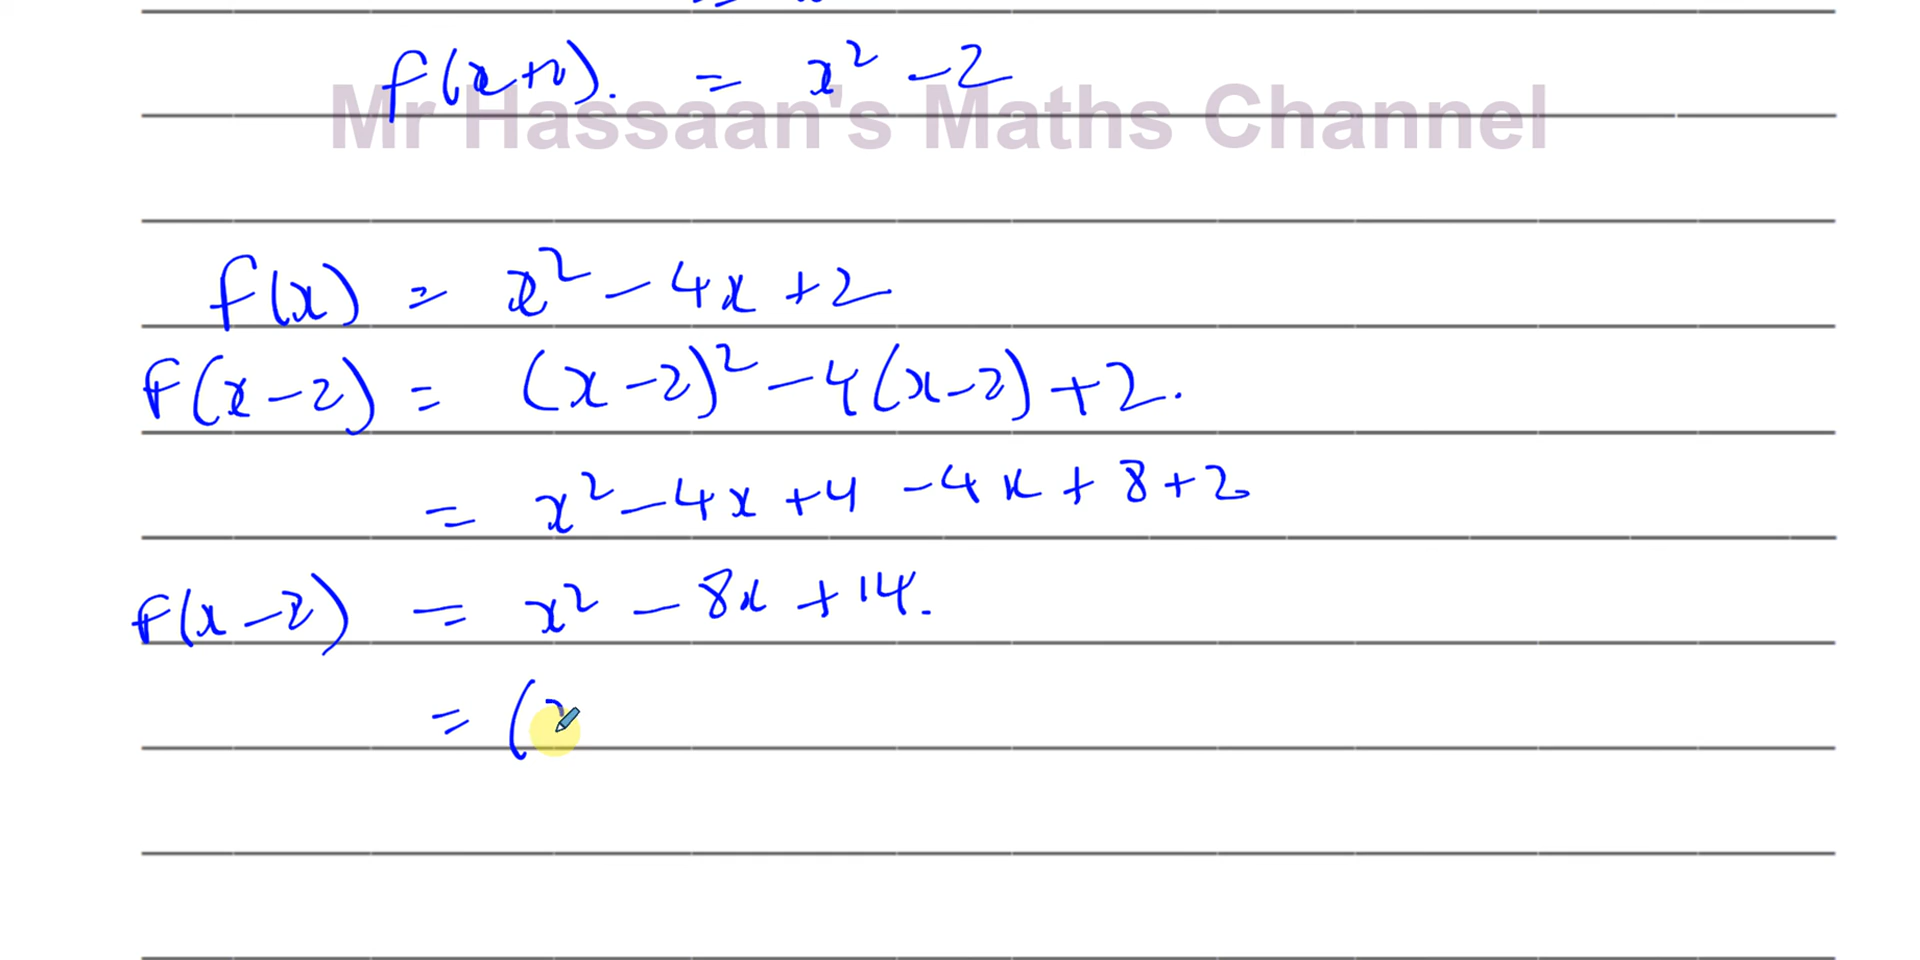 f(x+2). = x² - 2
Mr Hassaan's Maths Channel
f(x) = x² - 4x + 2
f(x-2) = (x-2)² - 4(x-2) + 2.
= x² - 4x + 4 - 4x + 8 + 2
f(x-2) = x² - 8x + 14.
= (